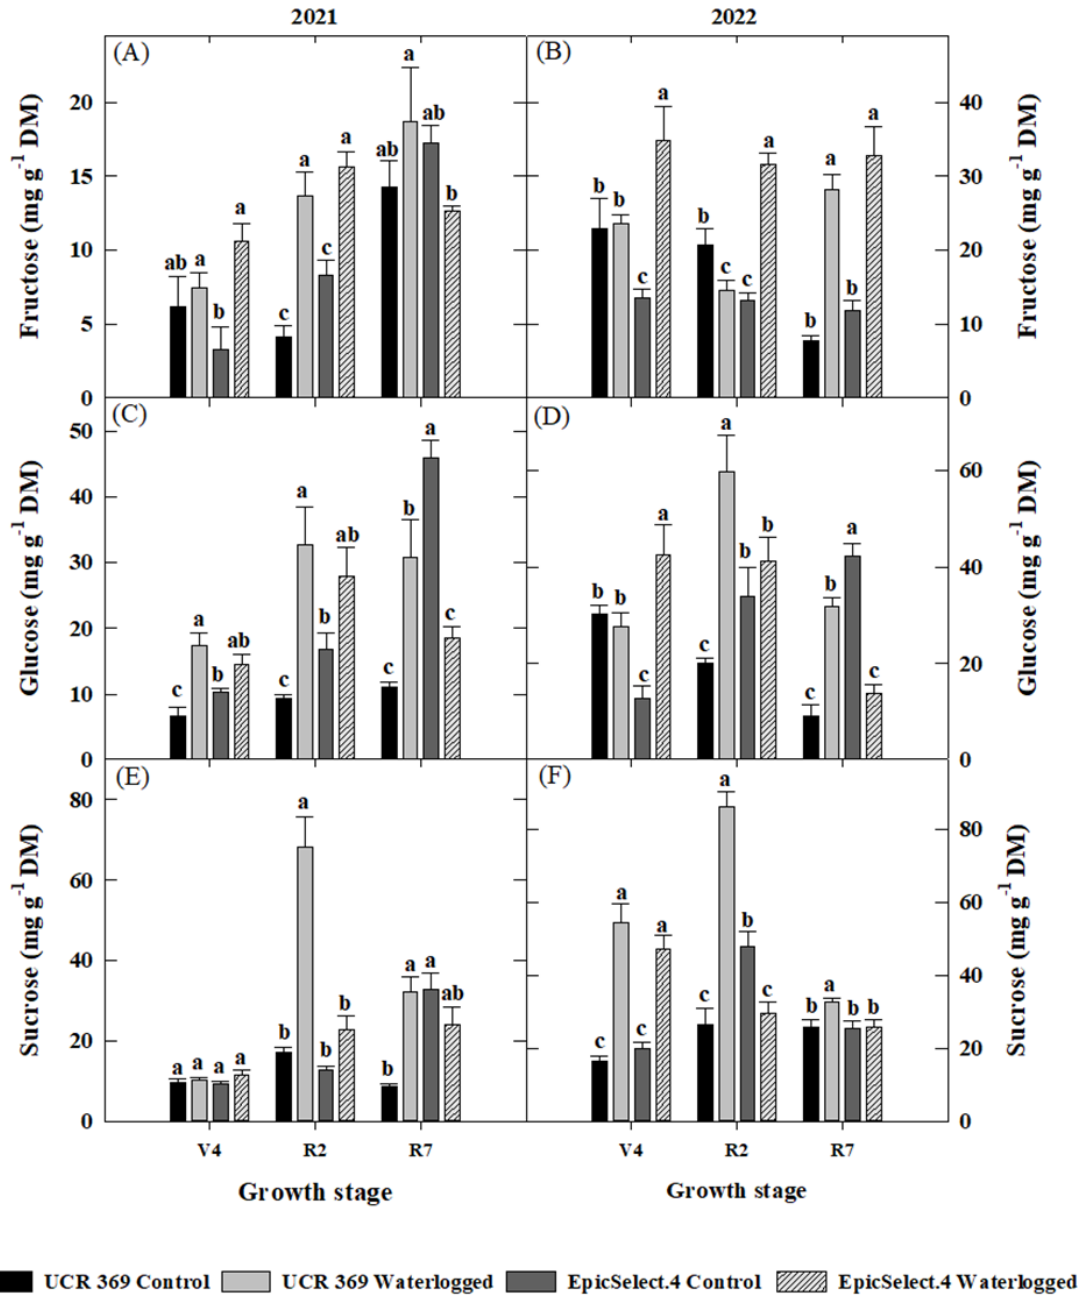 2021 2022
(A) (B)
Fructose (mg g⁻¹ DM)
20
15
10
5
0
ab a b a
c a c a
ab a ab b
b b c a
b c c a
b a b a
40
30
20
10
0
Fructose (mg g⁻¹ DM)
(C) (D)
Glucose (mg g⁻¹ DM)
50
40
30
20
10
0
c a b ab
c a b ab
c b a c
b b c a
c a b b
c b a c
60
40
20
0
Glucose (mg g⁻¹ DM)
(E) (F)
Sucrose (mg g⁻¹ DM)
80
60
40
20
0
a a a a
b a b b
b a a ab
c a c a
c a b c
b a b b
80
60
40
20
0
Sucrose (mg g⁻¹ DM)
V4 R2 R7 V4 R2 R7
Growth stage Growth stage
UCR 369 Control UCR 369 Waterlogged EpicSelect.4 Control EpicSelect.4 Waterlogged